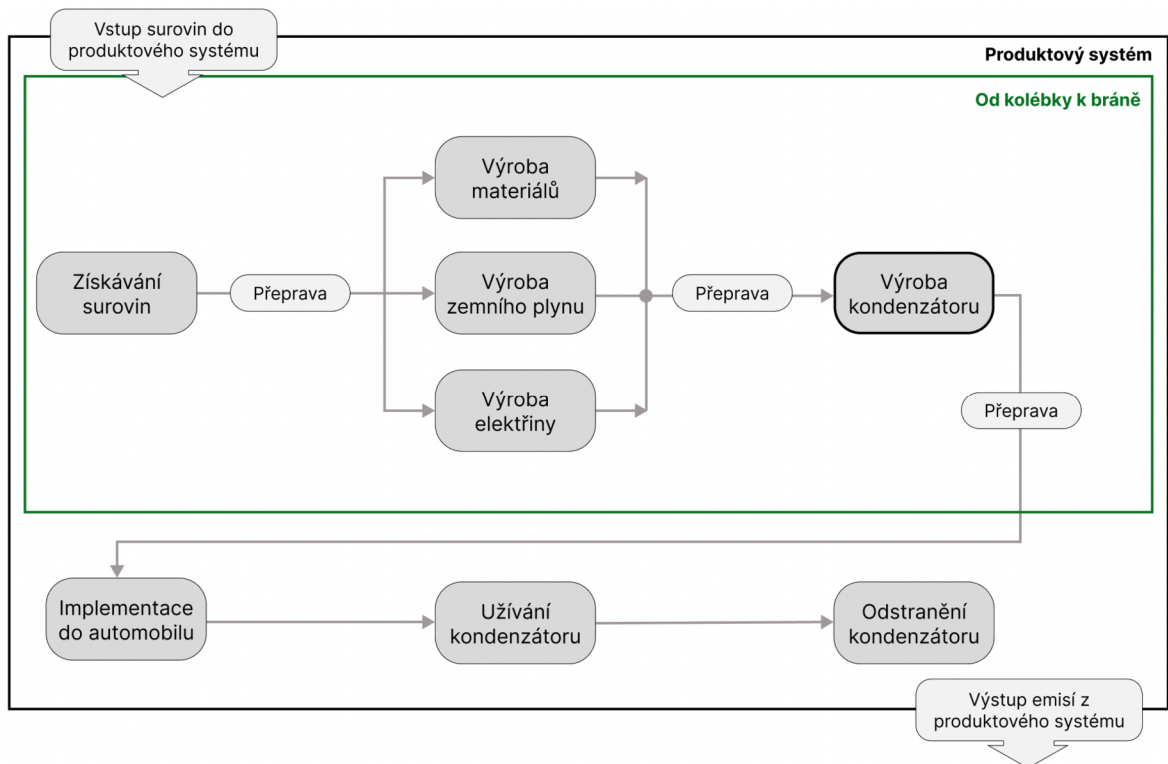 Vstup surovin do
produktového systému
Produktový systém
Od kolébky k bráně
Výroba
materiálů
Získávání
surovin
Přeprava
Výroba
zemního plynu
Přeprava
Výroba
kondenzátoru
Výroba
elektřiny
Přeprava
Implementace
do automobilu
Užívání
kondenzátoru
Odstranění
kondenzátoru
Výstup emisí z
produktového systému